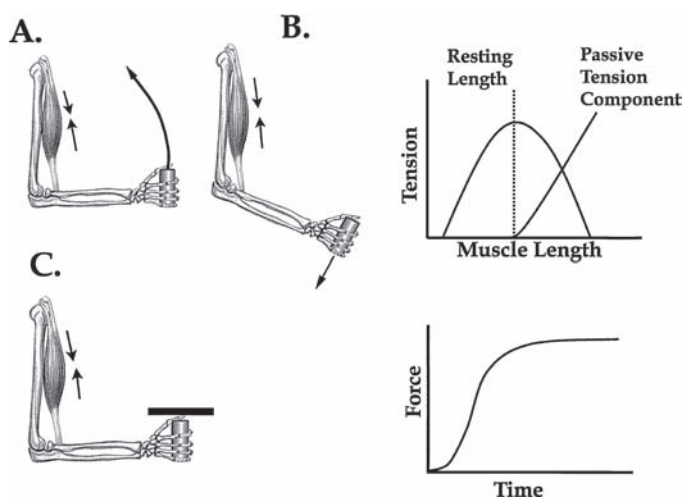 A.
B.
Resting
Length
Passive
Tension
Component
Tension
Muscle Length
C.
Force
Time